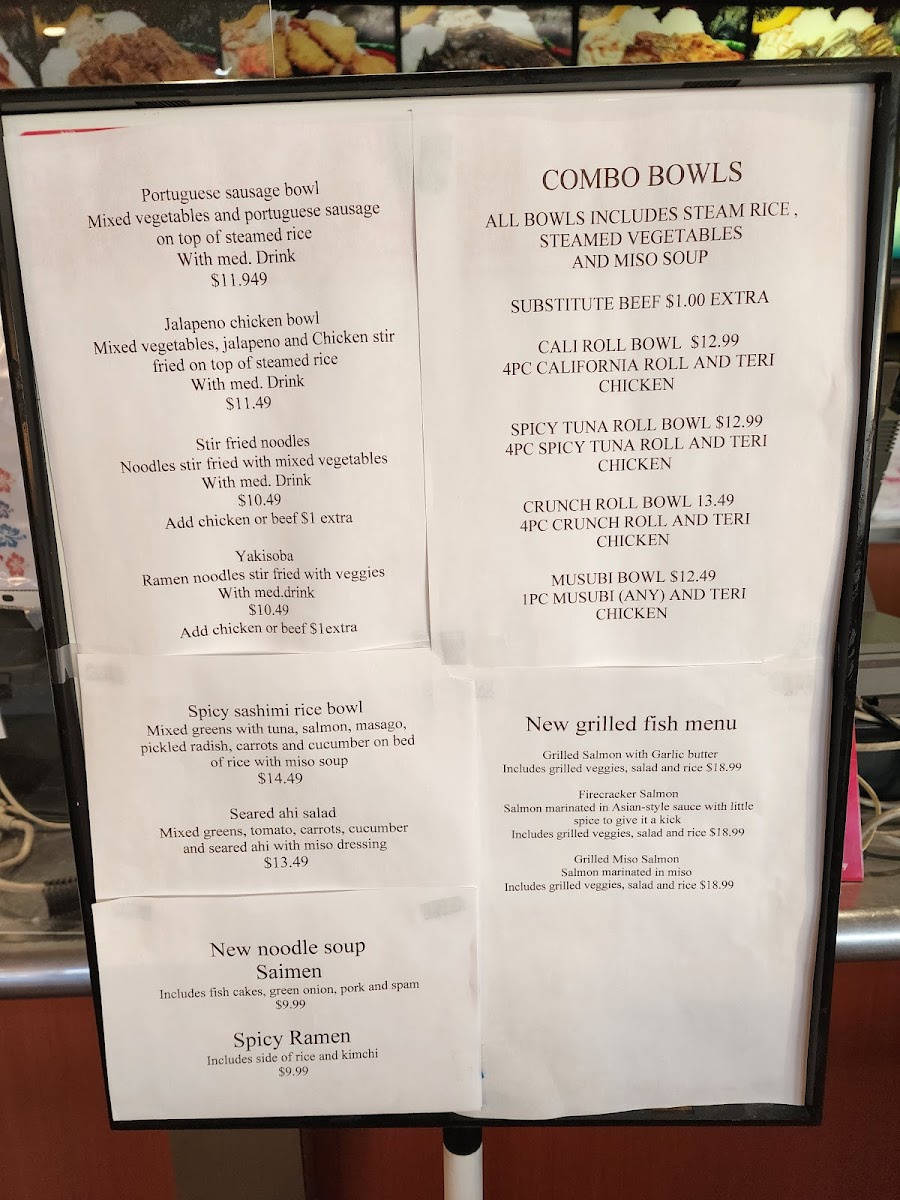 Portuguese sausage bowl
Mixed vegetables and portuguese sausage
on top of steamed rice
With med. Drink
$11.949
Jalapeno chicken bowl
Mixed vegetables, jalapeno and Chicken stir
fried on top of steamed rice
With med. Drink
$11.49
Stir fried noodles
Noodles stir fried with mixed vegetables
With med. Drink
$10.49
Add chicken or beef $1 extra
Yakisoba
Ramen noodles stir fried with veggies
With med.drink
$10.49
Add chicken or beef $1extra
Spicy sashimi rice bowl
Mixed greens with tuna, salmon, masago,
pickled radish, carrots and cucumber on bed
of rice with miso soup
$14.49
Seared ahi salad
Mixed greens, tomato, carrots, cucumber
and seared ahi with miso dressing
$13.49
New noodle soup
Saimen
Includes fish cakes, green onion, pork and spam
$9.99
Spicy Ramen
Includes side of rice and kimchi
$9.99
COMBO BOWLS
ALL BOWLS INCLUDES STEAM RICE ,
STEAMED VEGETABLES
AND MISO SOUP
SUBSTITUTE BEEF $1.00 EXTRA
CALI ROLL BOWL $12.99
4PC CALIFORNIA ROLL AND TERI
CHICKEN
SPICY TUNA ROLL BOWL $12.99
4PC SPICY TUNA ROLL AND TERI
CHICKEN
CRUNCH ROLL BOWL 13.49
4PC CRUNCH ROLL AND TERI
CHICKEN
MUSUBI BOWL $12.49
1PC MUSUBI (ANY) AND TERI
CHICKEN
New grilled fish menu
Grilled Salmon with Garlic butter
Includes grilled veggies, salad and rice $18.99
Firecracker Salmon
Salmon marinated in Asian-style sauce with little
spice to give it a kick
Includes grilled veggies, salad and rice $18.99
Grilled Miso Salmon
Salmon marinated in miso
Includes grilled veggies, salad and rice $18.99